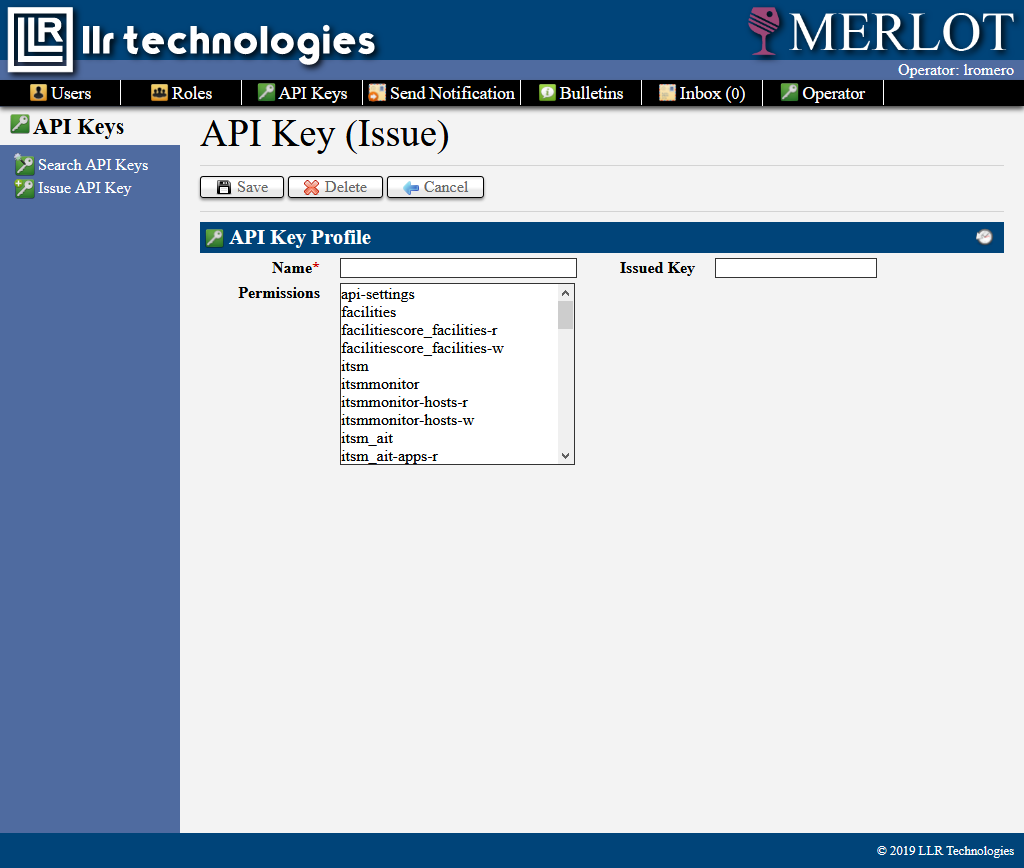 LLR llr technologies
MERLOT
Operator: lromero
Users Roles API Keys Send Notification Bulletins Inbox (0) Operator
API Keys
Search API Keys
Issue API Key
API Key (Issue)
Save Delete Cancel
API Key Profile
Name* Issued Key
Permissions
api-settings
facilities
facilitiescore_facilities-r
facilitiescore_facilities-w
itsm
itsmmonitor
itsmmonitor-hosts-r
itsmmonitor-hosts-w
itsm_ait
itsm_ait-apps-r
© 2019 LLR Technologies